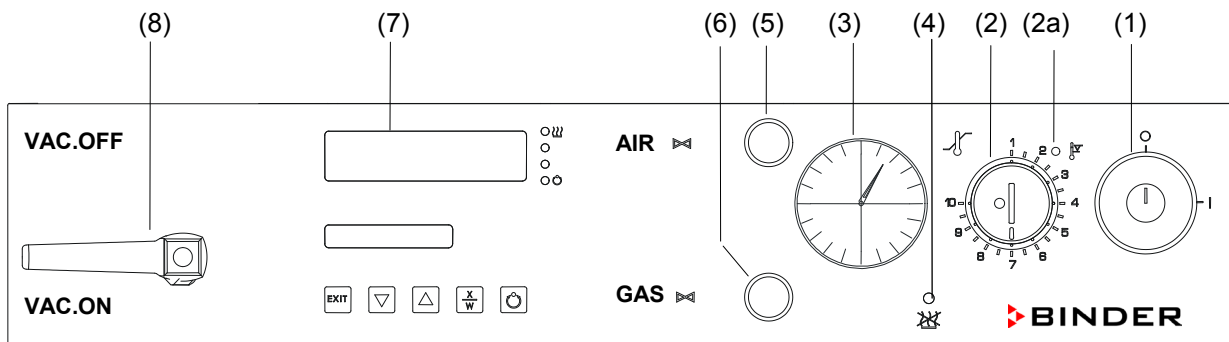 (8) (7) (6) (5) (3) (4) (2) (2a) (1)
VAC.OFF
AIR
1
2
3
4
5
6
7
8
9
10
VAC.ON
EXIT
X
W
GAS
BINDER